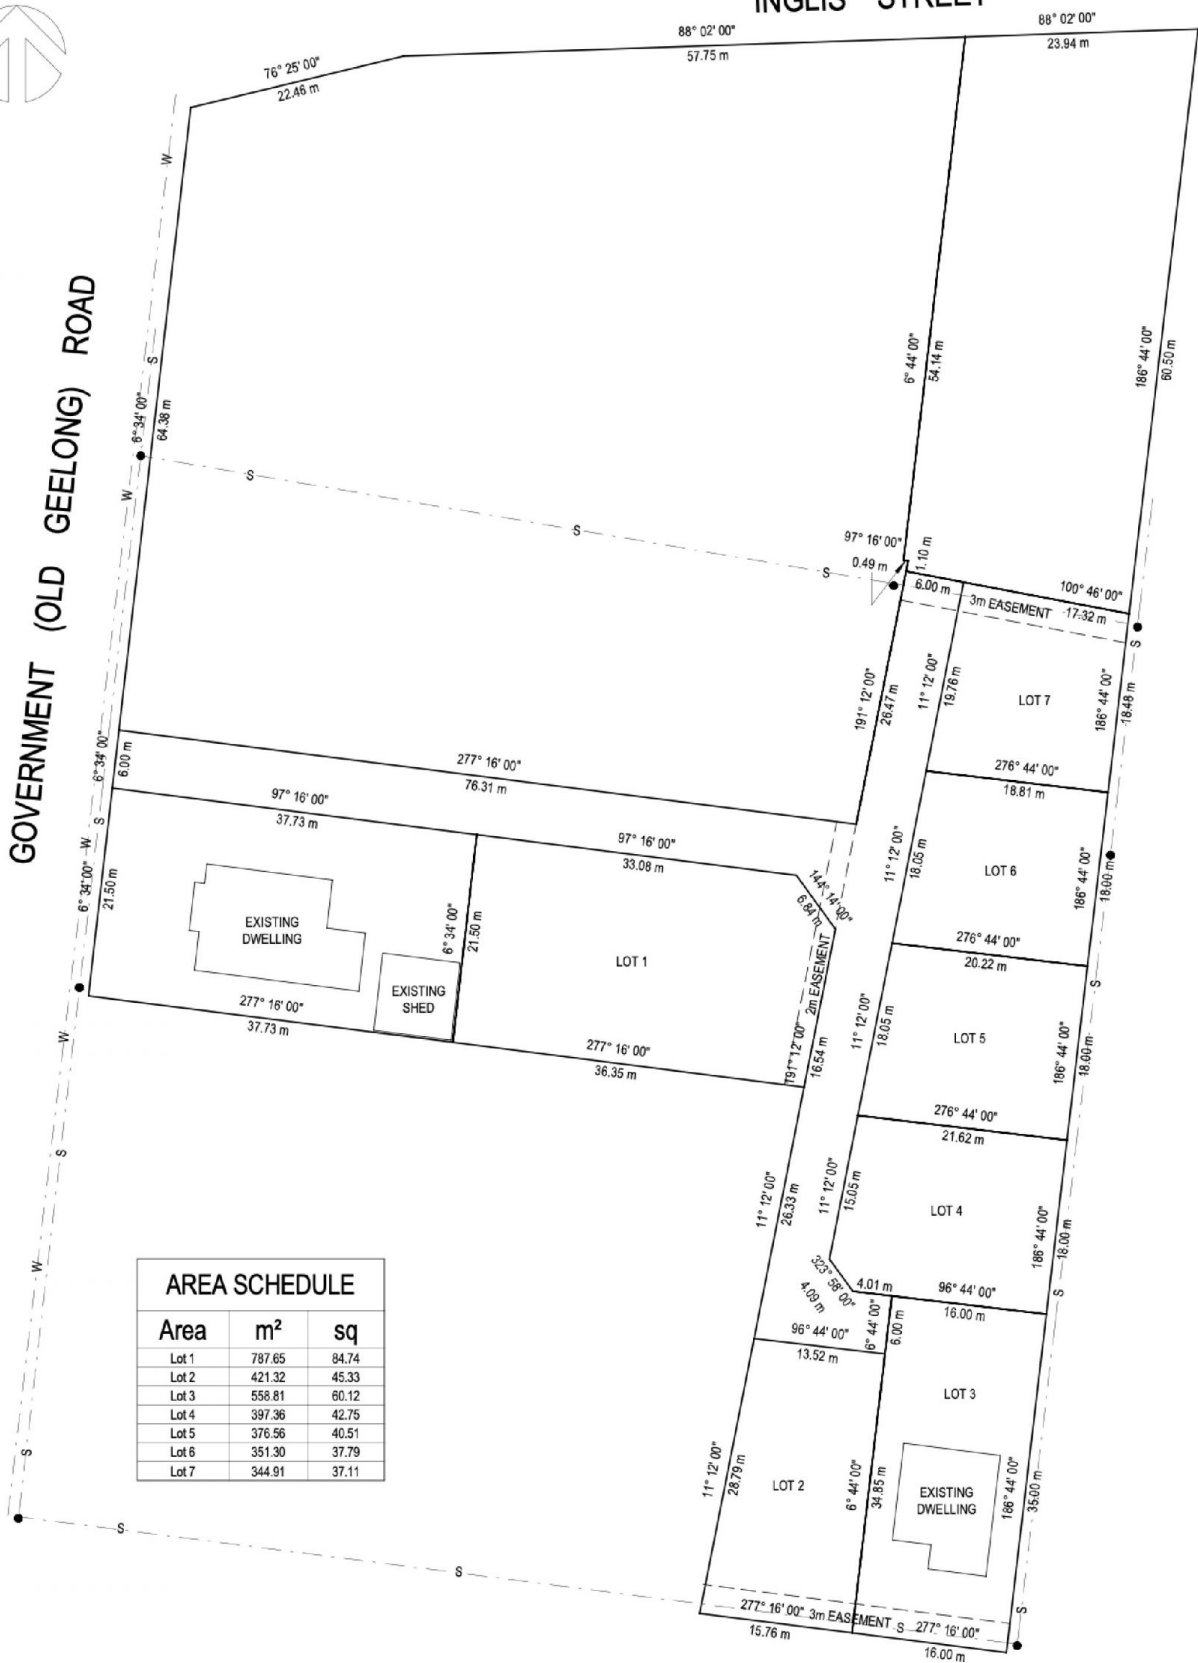 INGLIS STREET
88° 02' 00"
57.75 m
88° 02' 00"
23.94 m
76° 25' 00"
22.46 m
W
S
GOVERNMENT (OLD GEELONG) ROAD
6° 34' 00"
64.38 m
W
6° 44' 00"
54.14 m
186° 44' 00"
60.50 m
S
S
S
97° 16' 00"
0.49 m
1.10 m
6.00 m
3m EASEMENT
100° 46' 00"
17.32 m
S
191° 12' 00"
26.47 m
11° 12' 00"
19.76 m
LOT 7
186° 44' 00"
18.48 m
6° 34' 00"
6.00 m
277° 16' 00"
76.31 m
276° 44' 00"
18.81 m
97° 16' 00"
37.73 m
S
W
97° 16' 00"
33.08 m
11° 12' 00"
18.05 m
LOT 6
186° 44' 00"
18.00 m
6° 34' 00"
21.50 m
144° 14' 00"
6.84 m
EXISTING
DWELLING
6° 34' 00"
21.50 m
LOT 1
2m EASEMENT
276° 44' 00"
20.22 m
EXISTING
SHED
S
277° 16' 00"
37.73 m
W
277° 16' 00"
36.35 m
191° 12' 00"
16.54 m
11° 12' 00"
18.05 m
LOT 5
186° 44' 00"
18.00 m
276° 44' 00"
21.62 m
S
11° 12' 00"
26.33 m
11° 12' 00"
15.05 m
LOT 4
186° 44' 00"
18.00 m
W
323° 58' 00"
4.09 m
4.01 m
96° 44' 00"
16.00 m
S
AREA SCHEDULE
Area m² sq
Lot 1 787.65 84.74
Lot 2 421.32 45.33
Lot 3 558.81 60.12
Lot 4 397.36 42.75
Lot 5 376.56 40.51
Lot 6 351.30 37.79
Lot 7 344.91 37.11
96° 44' 00"
13.52 m
6° 44' 00"
6.00 m
LOT 3
S
11° 12' 00"
28.79 m
LOT 2
6° 44' 00"
34.85 m
EXISTING
DWELLING
186° 44' 00"
35.00 m
S
S
S
277° 16' 00"
15.76 m
3m EASEMENT
S
277° 16' 00"
16.00 m